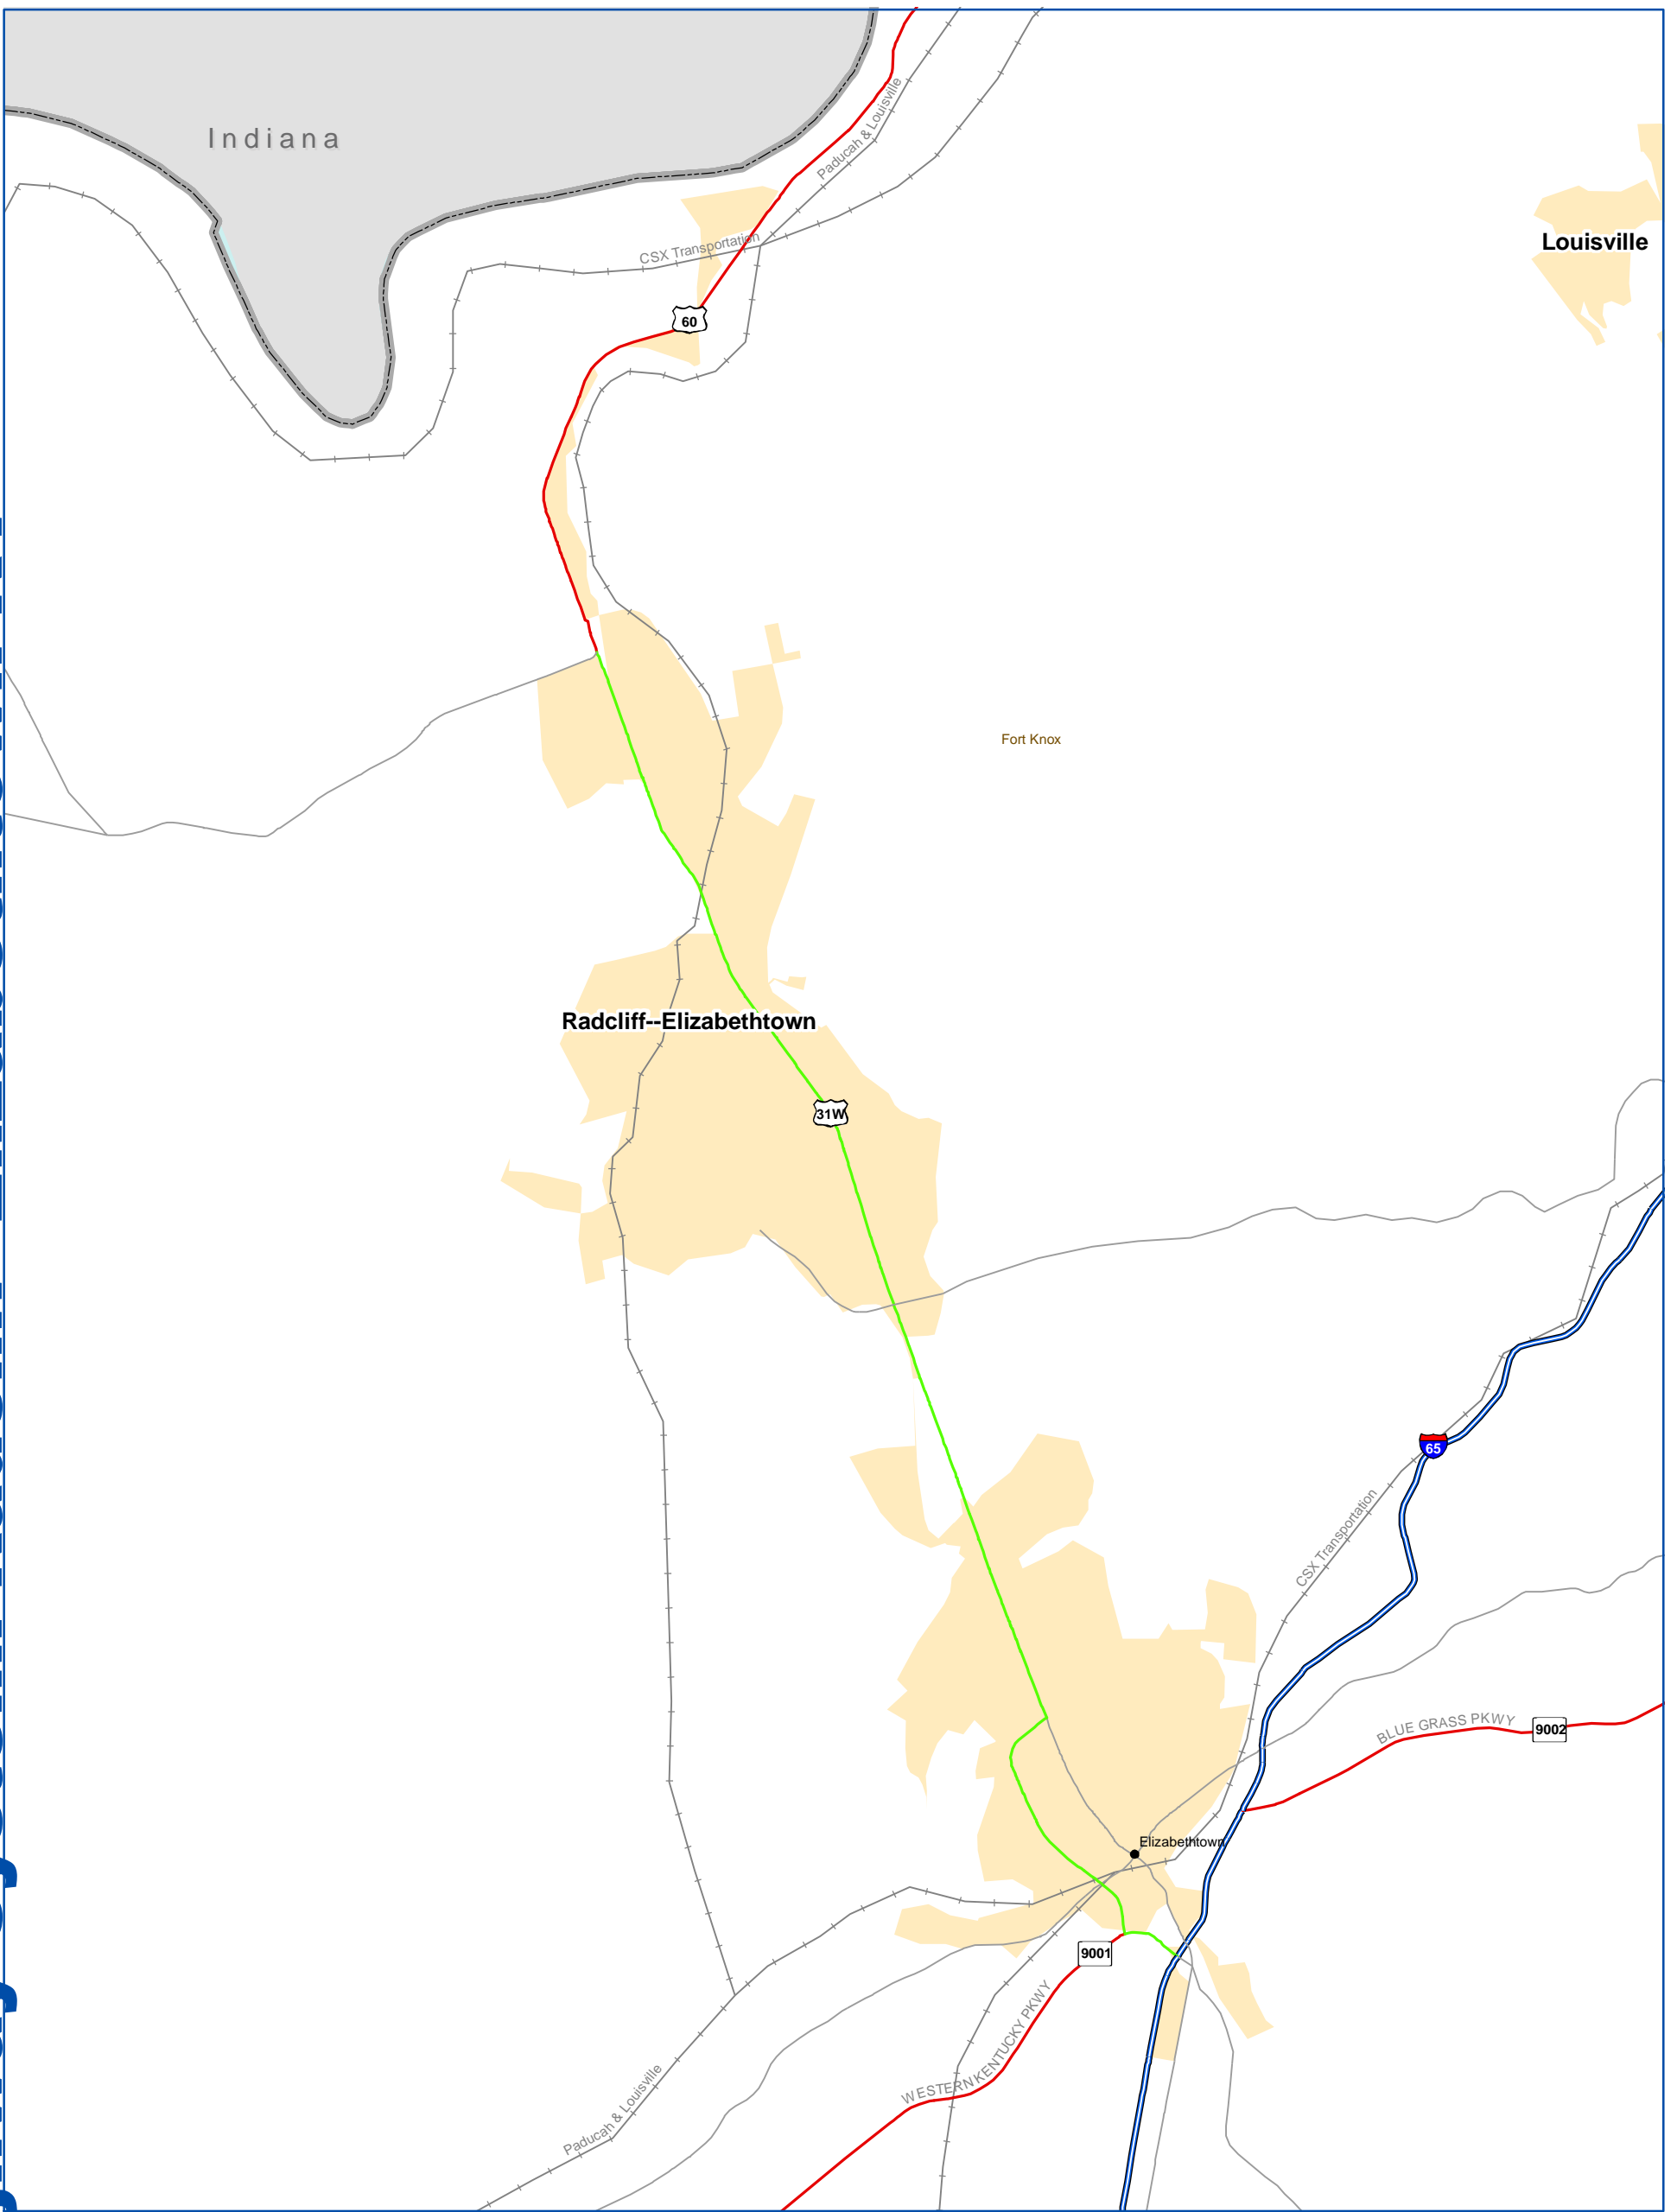 Indiana
Paducah & Louisville
Louisville
CSX Transportation
60
Fort Knox
Radcliff--Elizabethtown
31W
65
CSX Transportation
BLUE GRASS PKWY
9002
Elizabethtown
9001
WESTERN KENTUCKY PKWY
Paducah & Louisville